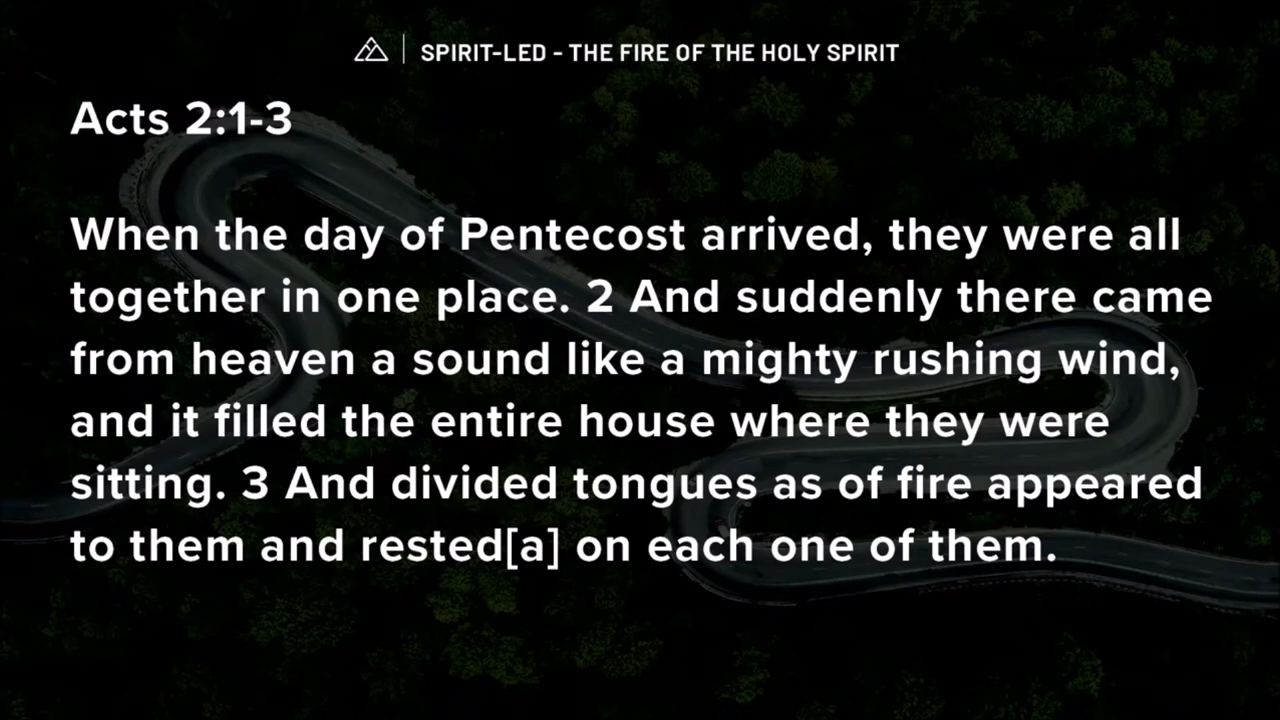 SPIRIT-LED - THE FIRE OF THE HOLY SPIRIT
Acts 2:1-3
When the day of Pentecost arrived, they were all
together in one place. 2 And suddenly there came
from heaven a sound like a mighty rushing wind,
and it filled the entire house where they were
sitting. 3 And divided tongues as of fire appeared
to them and rested[a] on each one of them.